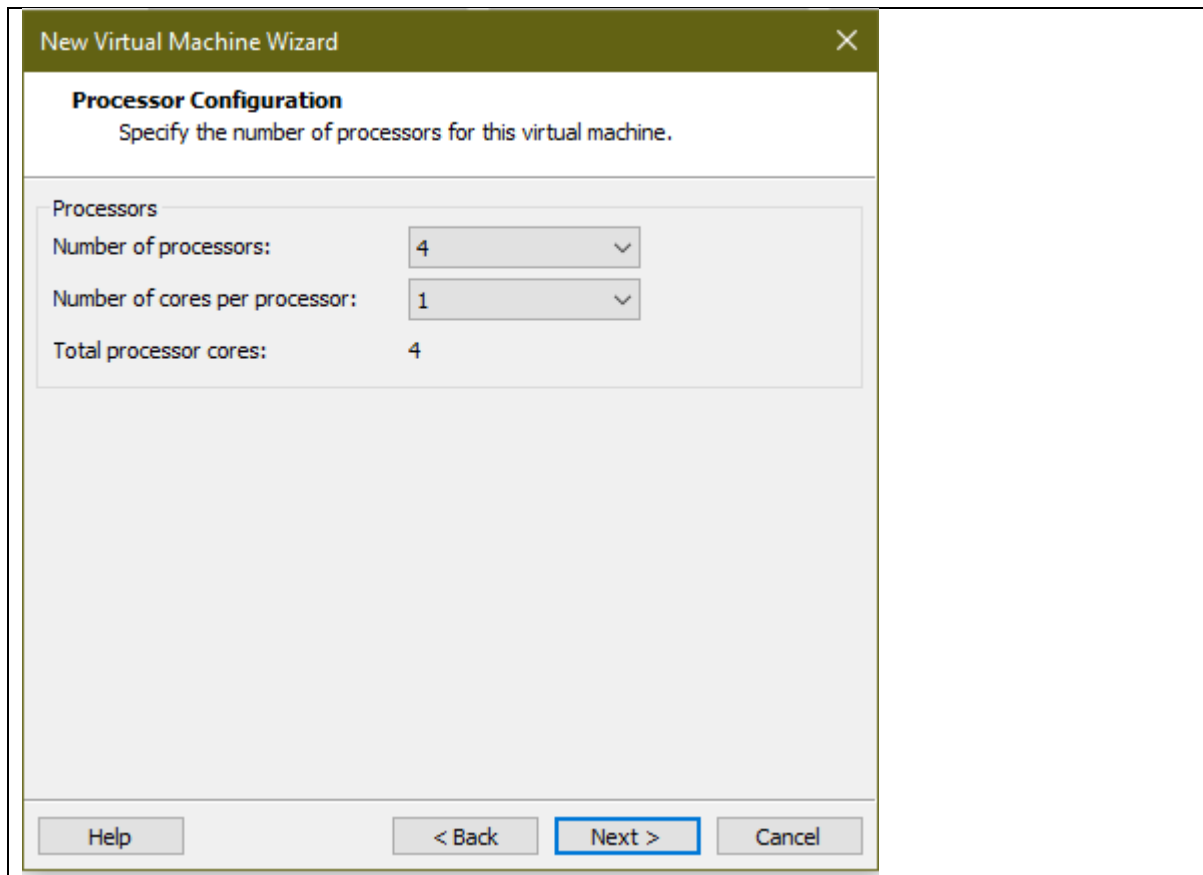 New Virtual Machine Wizard
Processor Configuration
Specify the number of processors for this virtual machine.
Processors
Number of processors: 4
Number of cores per processor: 1
Total processor cores: 4
Help < Back Next > Cancel